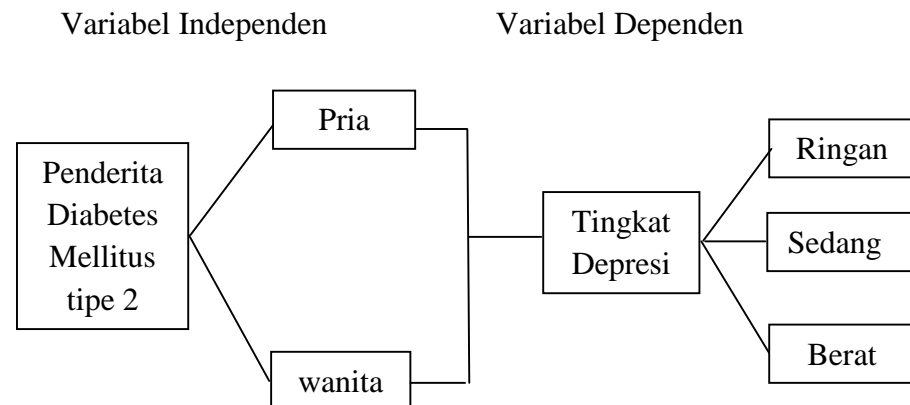 Variabel Independen
Variabel Dependen
Penderita
Diabetes
Mellitus
tipe 2
Pria
wanita
Tingkat
Depresi
Ringan
Sedang
Berat